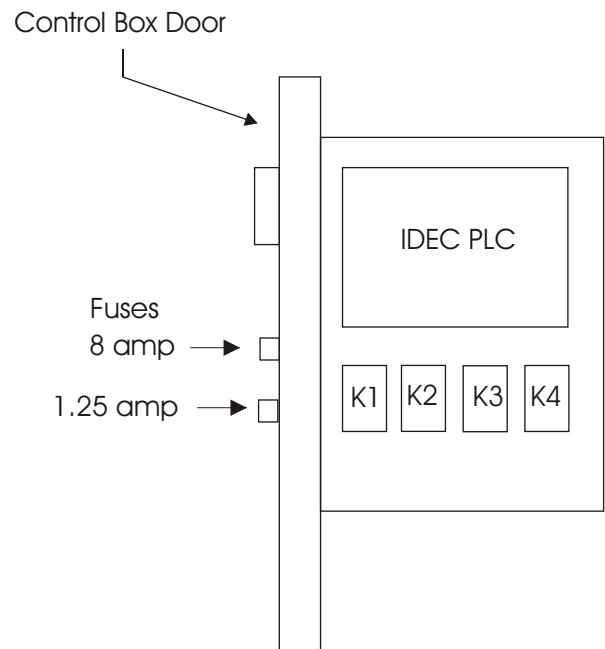 Control Box Door
IDEC PLC
Fuses
8 amp
1.25 amp
K1 K2 K3 K4